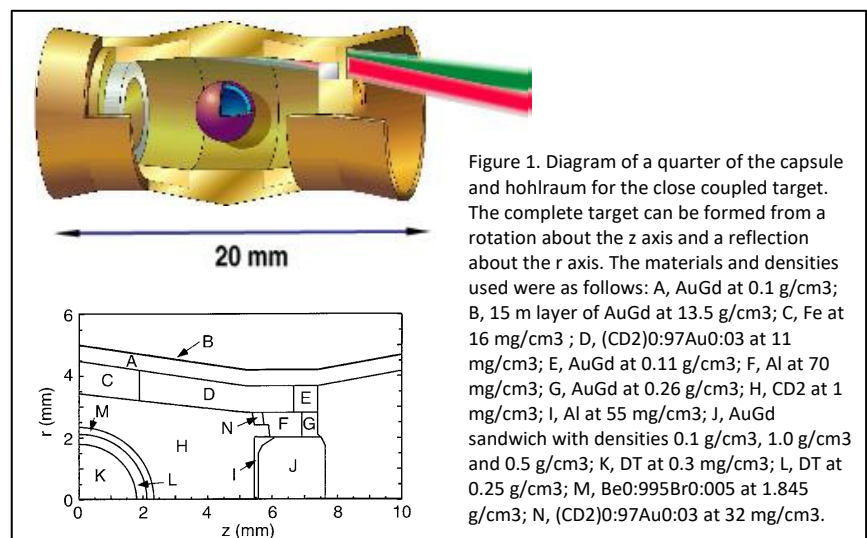 20 mm
Figure 1. Diagram of a quarter of the capsule
and hohlraum for the close coupled target.
The complete target can be formed from a
rotation about the z axis and a reflection
about the r axis. The materials and densities
used were as follows: A, AuGd at 0.1 g/cm3;
B, 15 m layer of AuGd at 13.5 g/cm3; C, Fe at
16 mg/cm3 ; D, (CD2)0:97Au0:03 at 11
mg/cm3; E, AuGd at 0.11 g/cm3; F, Al at 70
mg/cm3; G, AuGd at 0.26 g/cm3; H, CD2 at 1
mg/cm3; I, Al at 55 mg/cm3; J, AuGd
sandwich with densities 0.1 g/cm3, 1.0 g/cm3
and 0.5 g/cm3; K, DT at 0.3 mg/cm3; L, DT at
0.25 g/cm3; M, Be0:995Br0:005 at 1.845
g/cm3; N, (CD2)0:97Au0:03 at 32 mg/cm3.
6
B
A
4
C
D
E
r (mm)
M
N
F
G
2
H
I
J
K
L
0
0
2
4
6
8
10
z (mm)